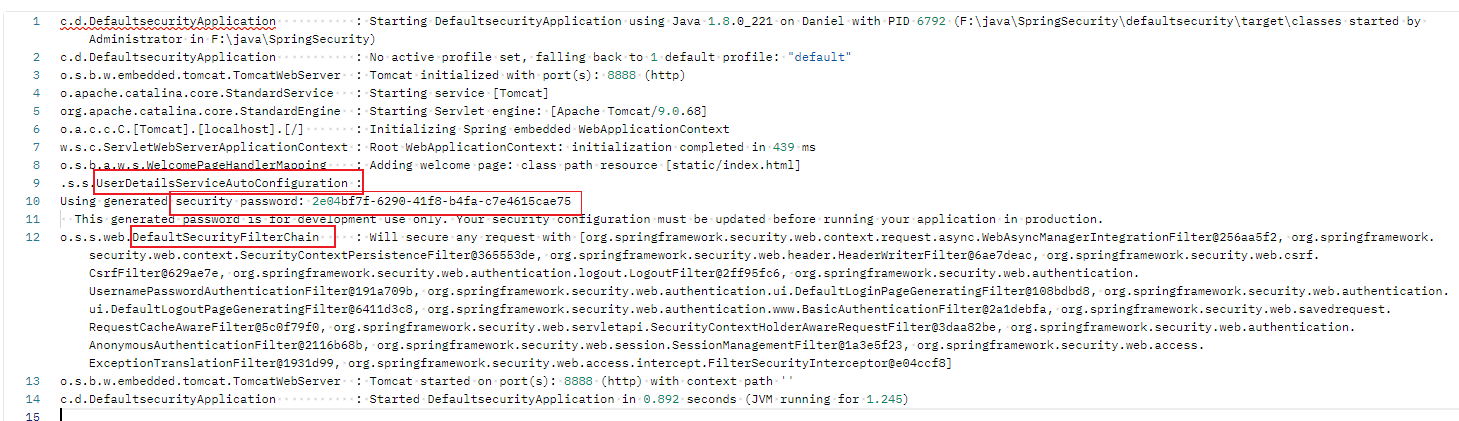 1 c.d.DefaultsecurityApplication : Starting DefaultsecurityApplication using Java 1.8.0_221 on Daniel with PID 6792 (F:\java\SpringSecurity\defaultsecurity\target\classes started by
Administrator in F:\java\SpringSecurity)
2 c.d.DefaultsecurityApplication : No active profile set, falling back to 1 default profile: "default"
3 o.s.b.w.embedded.tomcat.TomcatWebServer : Tomcat initialized with port(s): 8888 (http)
4 o.apache.catalina.core.StandardService : Starting service [Tomcat]
5 org.apache.catalina.core.StandardEngine : Starting Servlet engine: [Apache Tomcat/9.0.68]
6 o.a.c.c.C.[Tomcat].[localhost].[/] : Initializing Spring embedded WebApplicationContext
7 w.s.c.ServletWebServerApplicationContext : Root WebApplicationContext: initialization completed in 439 ms
8 o.s.b.a.w.s.WelcomePageHandlerMapping : Adding welcome page: class path resource [static/index.html]
9 .s.s.UserDetailsServiceAutoConfiguration :
10 Using generated security password: 2e04bf7f-6290-41f8-b4fa-c7e4615cae75
11 This generated password is for development use only. Your security configuration must be updated before running your application in production.
12 o.s.s.web.DefaultSecurityFilterChain : Will secure any request with [org.springframework.security.web.context.request.async.WebAsyncManagerIntegrationFilter@256aa5f2, org.springframework.
security.web.context.SecurityContextPersistenceFilter@365553de, org.springframework.security.web.header.HeaderWriterFilter@6ae7deac, org.springframework.security.web.csrf.
CsrfFilter@629ae7e, org.springframework.security.web.authentication.logout.LogoutFilter@2ff95fc6, org.springframework.security.web.authentication.
UsernamePasswordAuthenticationFilter@191a709b, org.springframework.security.web.authentication.ui.DefaultLoginPageGeneratingFilter@108bdbd8, org.springframework.security.web.authentication.
ui.DefaultLogoutPageGeneratingFilter@6411d3c8, org.springframework.security.web.authentication.www.BasicAuthenticationFilter@2a1debfa, org.springframework.security.web.savedrequest.
RequestCacheAwareFilter@5c0f79f0, org.springframework.security.web.servletapi.SecurityContextHolderAwareRequestFilter@3daa82be, org.springframework.security.web.authentication.
AnonymousAuthenticationFilter@2116b68b, org.springframework.security.web.session.SessionManagementFilter@1a3e5f23, org.springframework.security.web.access.
ExceptionTranslationFilter@1931d99, org.springframework.security.web.access.intercept.FilterSecurityInterceptor@e04ccf8]
13 o.s.b.w.embedded.tomcat.TomcatWebServer : Tomcat started on port(s): 8888 (http) with context path ''
14 c.d.DefaultsecurityApplication : Started DefaultsecurityApplication in 0.892 seconds (JVM running for 1.245)
15